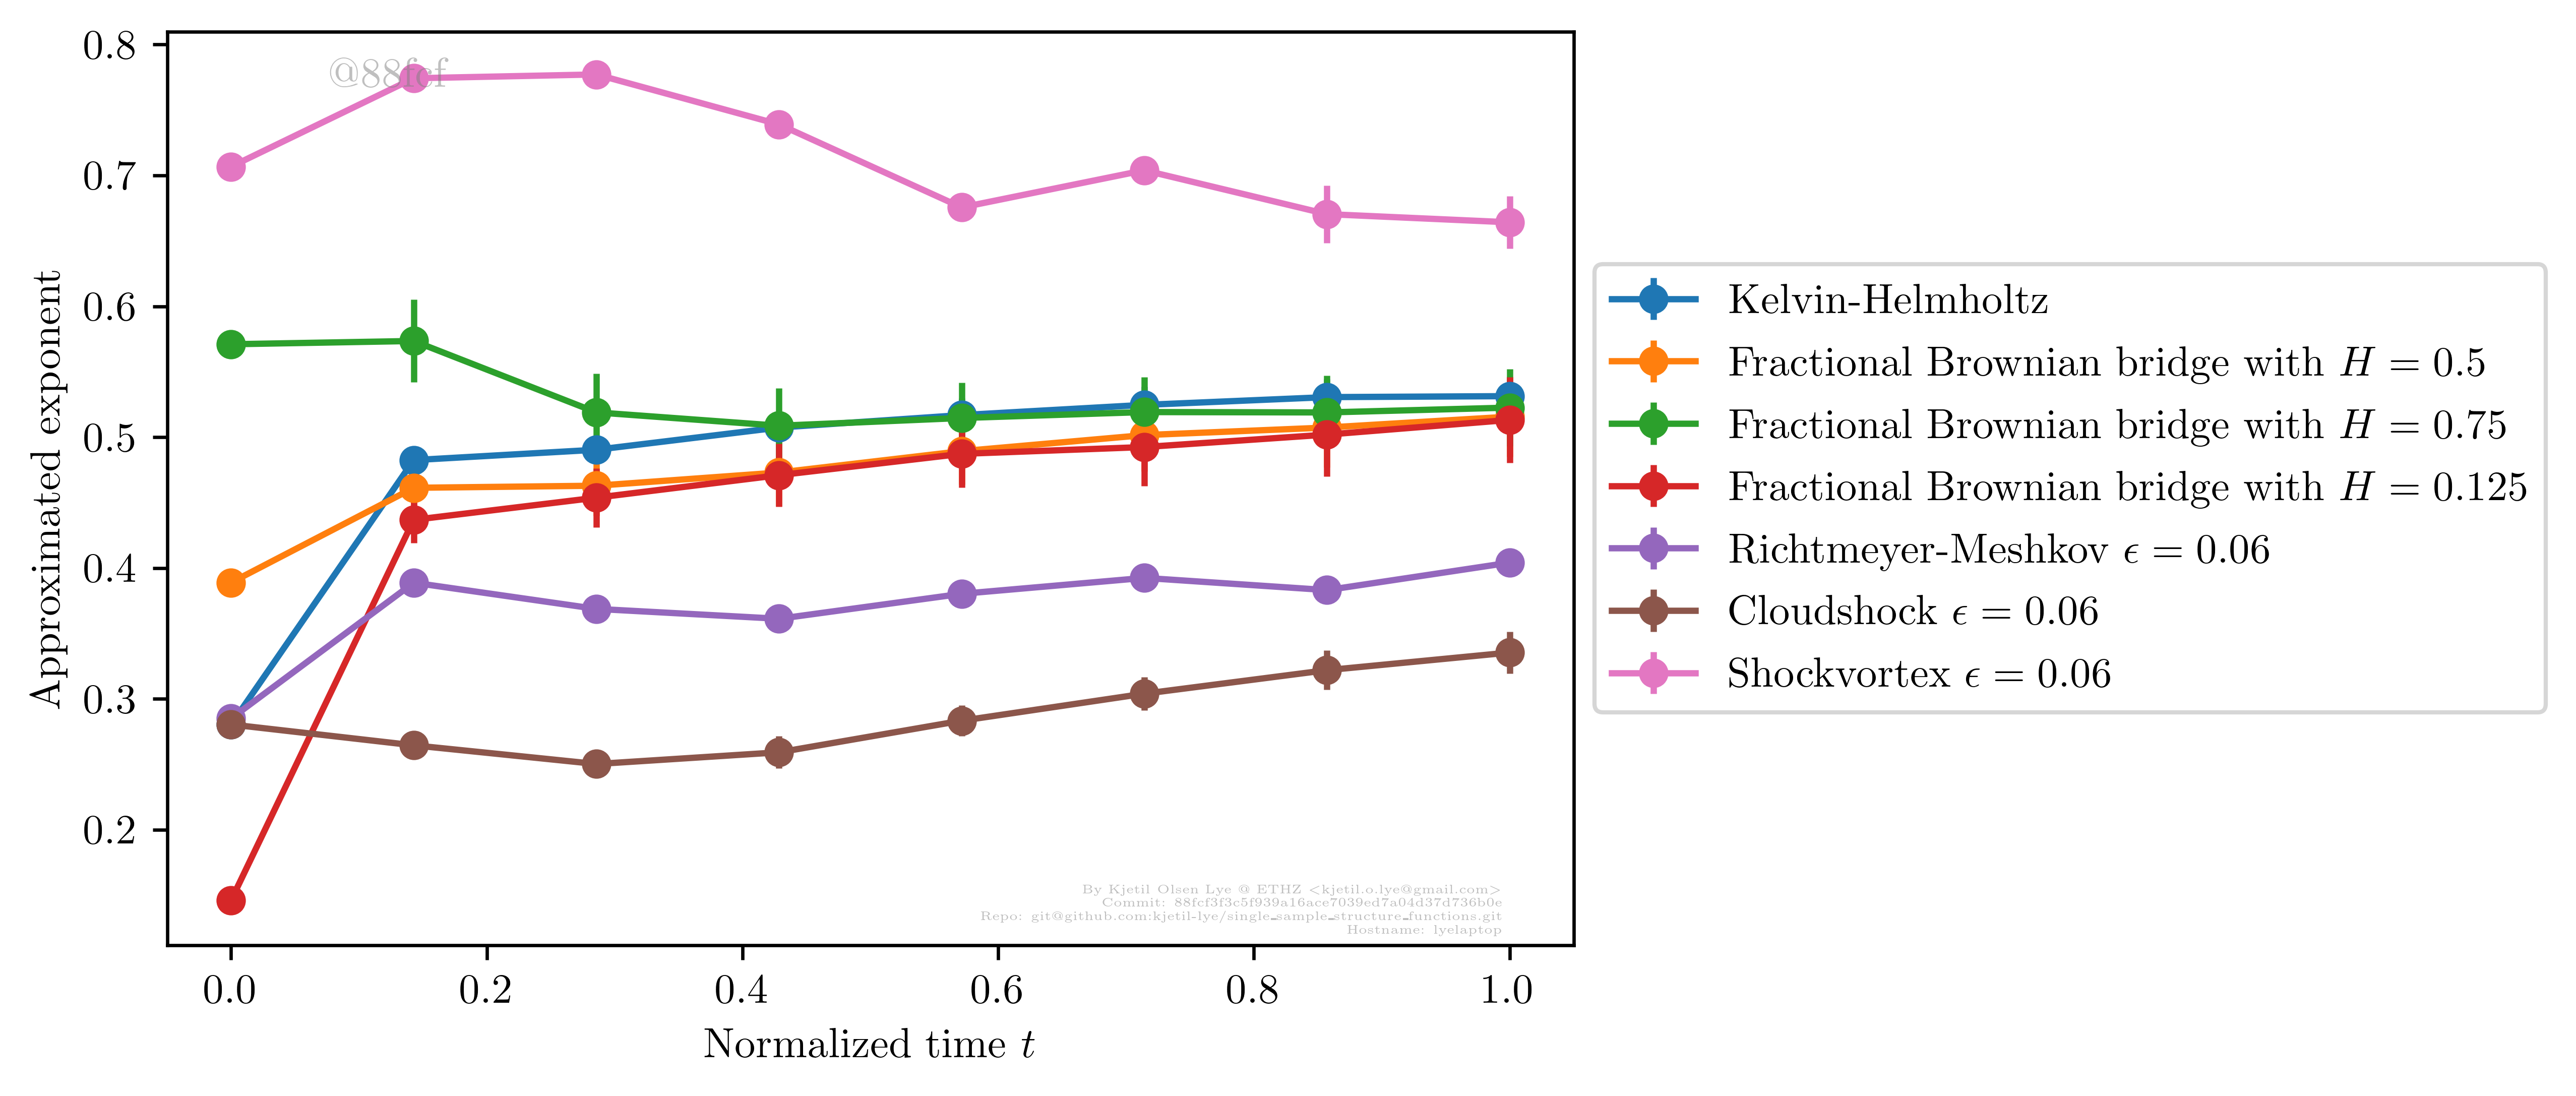 @88fcf
0.8
0.7
0.6
0.5
0.4
0.3
0.2
Approximated exponent
0.0 0.2 0.4 0.6 0.8 1.0
Normalized time t
By Kjetil Olsen Lye @ ETHZ <kjetil.o.lye@gmail.com>
Commit: 88fcf3f3c5f939a16ace7039ed7a04d37d736b0e
Repo: git@github.com:kjetil-lye/single_sample_structure_functions.git
Hostname: lyelaptop
Kelvin-Helmholtz
Fractional Brownian bridge with H = 0.5
Fractional Brownian bridge with H = 0.75
Fractional Brownian bridge with H = 0.125
Richtmeyer-Meshkov ϵ = 0.06
Cloudshock ϵ = 0.06
Shockvortex ϵ = 0.06